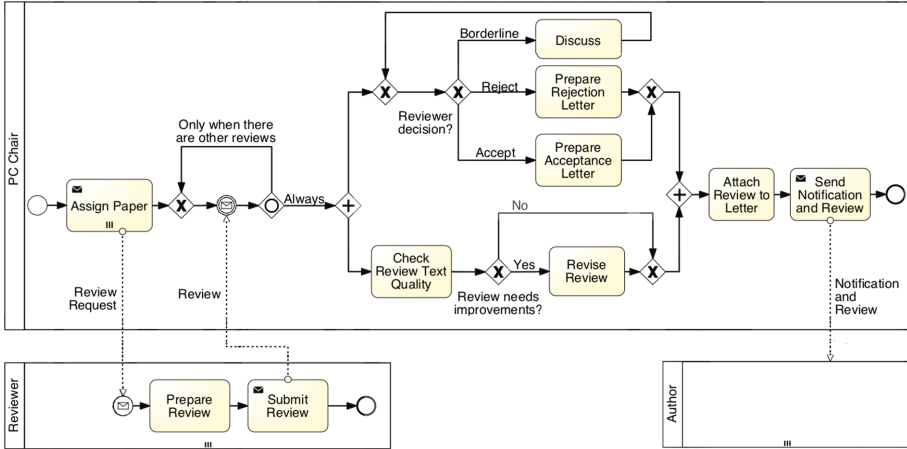 PC Chair
Assign Paper
Only when there
are other reviews
Always
Review
Request
Review
Borderline
Discuss
Reject
Prepare
Rejection
Letter
Reviewer
decision?
Accept
Prepare
Acceptance
Letter
Check
Review Text
Quality
No
Yes
Review needs
improvements?
Revise
Review
Attach
Review to
Letter
Send
Notification
and Review
Notification
and
Review
Reviewer
Prepare
Review
Submit
Review
Author